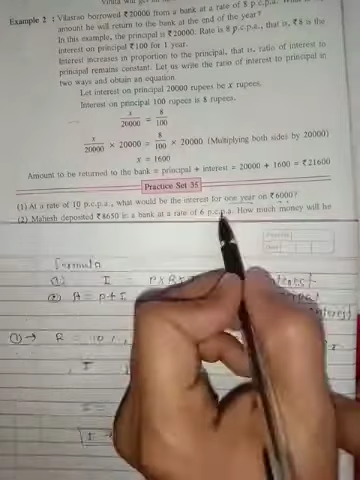 Example 2 : Vilasrao borrowed ₹20000 from a bank at a rate of 8 p.c.p.a. what
amount he will return to the bank at the end of the year?
In this example, the principal is ₹20000. Rate is 8 p.c.p.a., that is, ₹8 is the
interest on principal ₹100 for 1 year.
Interest increases in proportion to the principal, that is, ratio of interest to
principal remains constant. Let us write the ratio of interest to principal in
two ways and obtain an equation.
Let interest on principal 20000 rupees be x rupees.
Interest on principal 100 rupees is 8 rupees.
x/20000 = 8/100
x/20000 × 20000 = 8/100 × 20000 (Multiplying both sides by 20000)
x = 1600
Amount to be returned to the bank = principal + interest = 20000 + 1600 = ₹21600
Practice Set 35
(1) At a rate of 10 p.c.p.a., what would be the interest for one year on ₹6000?
(2) Mahesh deposited ₹8650 in a bank at a rate of 6 p.c.p.a. How much money will he
Formula
① I = P×R×
② A = P+I
①→ R = 10
I
I =
I